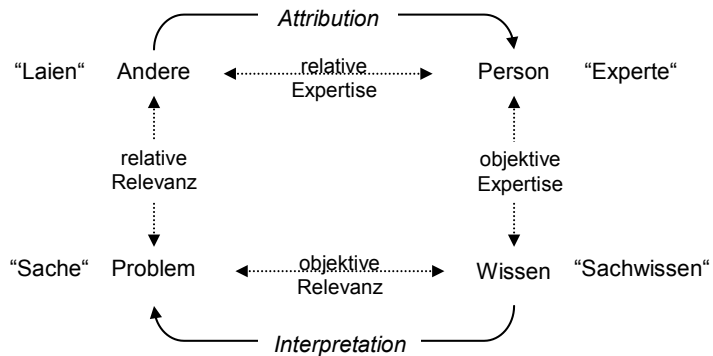 Attribution
“Laien“ Andere relative Expertise Person “Experte“
relative
Relevanz
objektive
Expertise
“Sache“ Problem objektive Relevanz Wissen “Sachwissen“
Interpretation